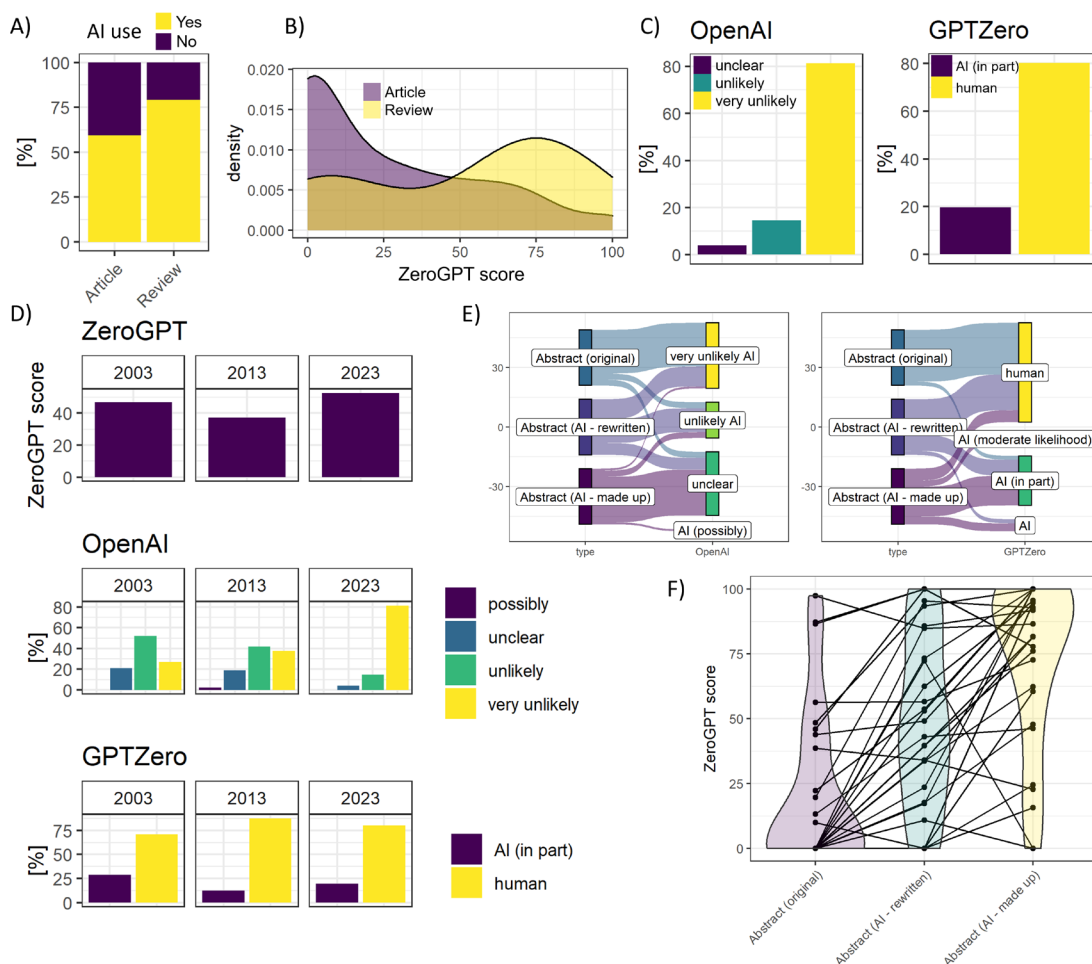 A)
AI use
Yes
No
100
75
50
25
0
[%]
Article
Review
B)
0.020
0.015
0.010
0.005
0.000
density
Article
Review
0
25
50
75
100
ZeroGPT score
C)
OpenAI
80
60
40
20
0
[%]
unclear
unlikely
very unlikely
GPTZero
80
60
40
20
0
[%]
AI (in part)
human
D)
ZeroGPT
2003
2013
2023
40
20
0
ZeroGPT score
OpenAI
2003
2013
2023
80
60
40
20
0
[%]
possibly
unclear
unlikely
very unlikely
GPTZero
2003
2013
2023
75
50
25
0
[%]
AI (in part)
human
E)
30
0
-30
Abstract (original)
Abstract (AI - rewritten)
Abstract (AI - made up)
very unlikely AI
unlikely AI
unclear
AI (possibly)
type
OpenAI
30
0
-30
Abstract (original)
Abstract (AI - rewritten)
Abstract (AI - made up)
human
AI (moderate likelihood)
AI (in part)
AI
type
GPTZero
F)
100
75
50
25
0
ZeroGPT score
Abstract (original)
Abstract (AI - rewritten)
Abstract (AI - made up)